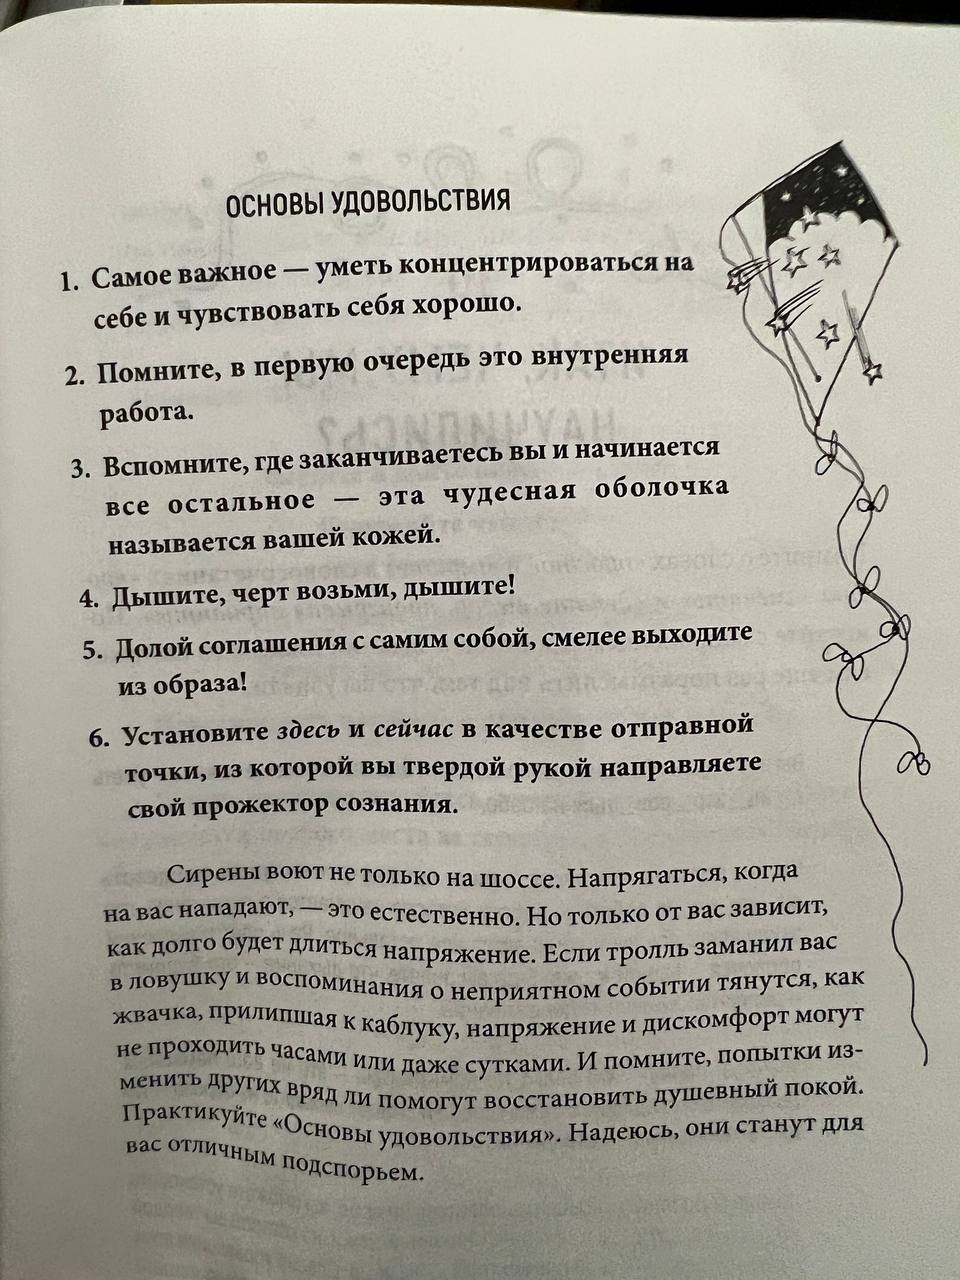 ОСНОВЫ УДОВОЛЬСТВИЯ
1. Самое важное — уметь концентрироваться на
себе и чувствовать себя хорошо.
2. Помните, в первую очередь это внутренняя
работа.
3. Вспомните, где заканчиваетесь вы и начинается
все остальное — эта чудесная оболочка
называется вашей кожей.
4. Дышите, черт возьми, дышите!
5. Долой соглашения с самим собой, смелее выходите
из образа!
6. Установите здесь и сейчас в качестве отправной
точки, из которой вы твердой рукой направляете
свой прожектор сознания.
Сирены воют не только на шоссе. Напрягаться, когда
на вас нападают, — это естественно. Но только от вас зависит,
как долго будет длиться напряжение. Если тролль заманил вас
в ловушку и воспоминания о неприятном событии тянутся, как
жвачка, прилипшая к каблуку, напряжение и дискомфорт могут
не проходить часами или даже сутками. И помните, попытки из-
менить других вряд ли помогут восстановить душевный покой.
Практикуйте «Основы удовольствия». Надеюсь, они станут для
вас отличным подспорьем.